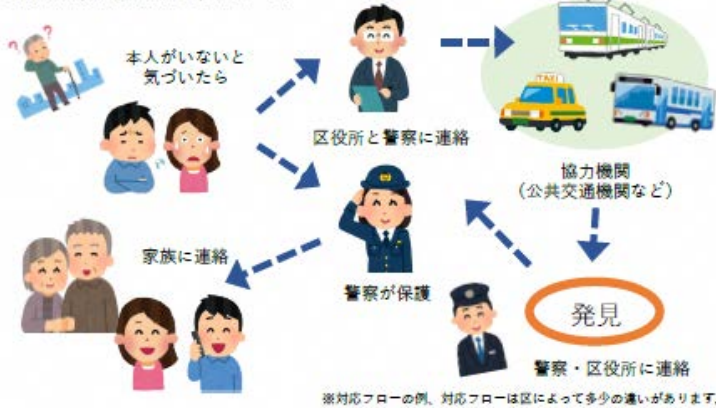 本人がいないと
気づいたら
区役所と警察に連絡
TAXI
協力機関
(公共交通機関など)
家族に連絡
警察が保護
発見
警察・区役所に連絡
※対応フローの例、対応フローは区によって多少の違いがあります。